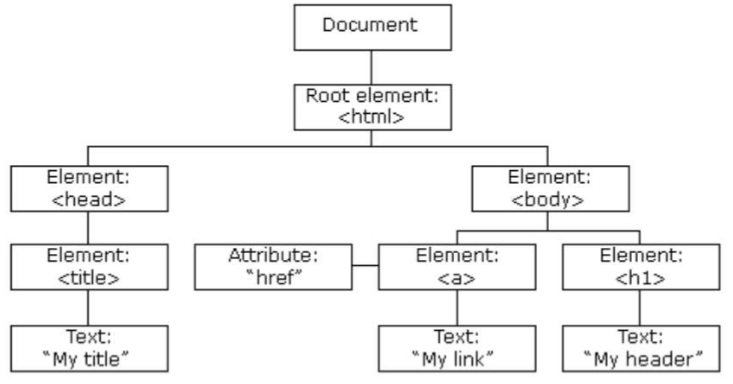 Document
Root element:
<html>
Element:
<head>
Element:
<body>
Element:
<title>
Attribute:
“href”
Element:
<a>
Element:
<h1>
Text:
“My title”
Text:
“My link”
Text:
“My header”